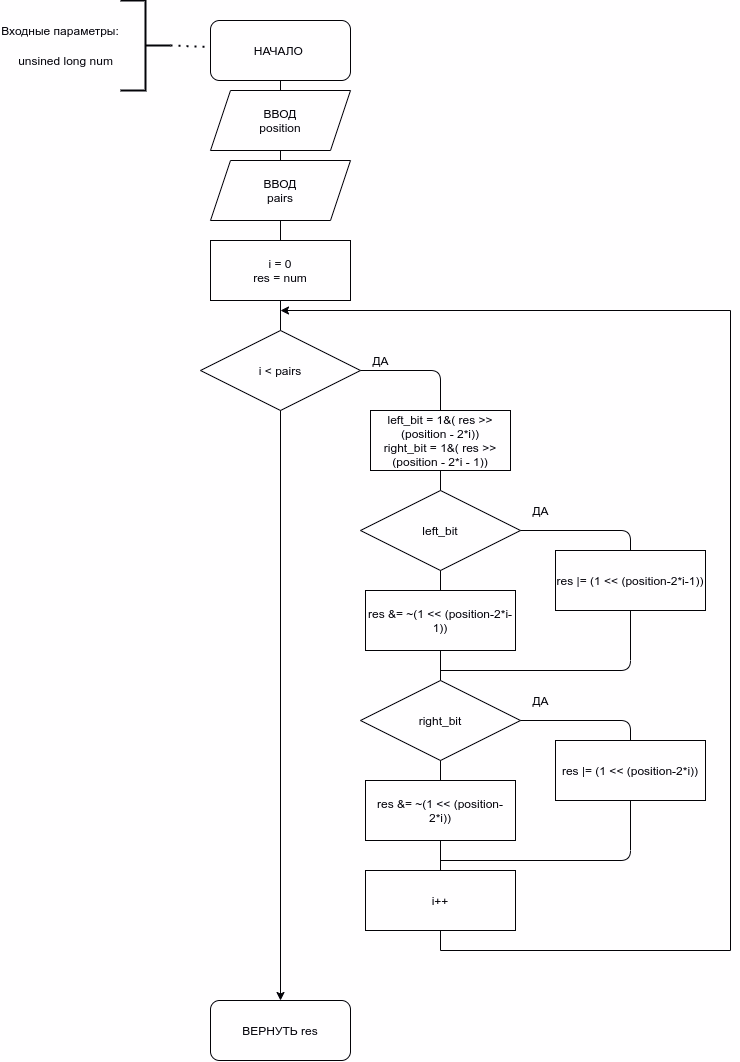 Входные параметры:
unsined long num
НАЧАЛО
ВВОД
position
ВВОД
pairs
i = 0
res = num
i < pairs
ДА
left_bit = 1&( res >>
(position - 2*i))
right_bit = 1&( res >>
(position - 2*i - 1))
left_bit
ДА
res |= (1 << (position-2*i-1))
res &= ~(1 << (position-2*i-
1))
right_bit
ДА
res |= (1 << (position-2*i))
res &= ~(1 << (position-
2*i))
i++
ВЕРНУТЬ res